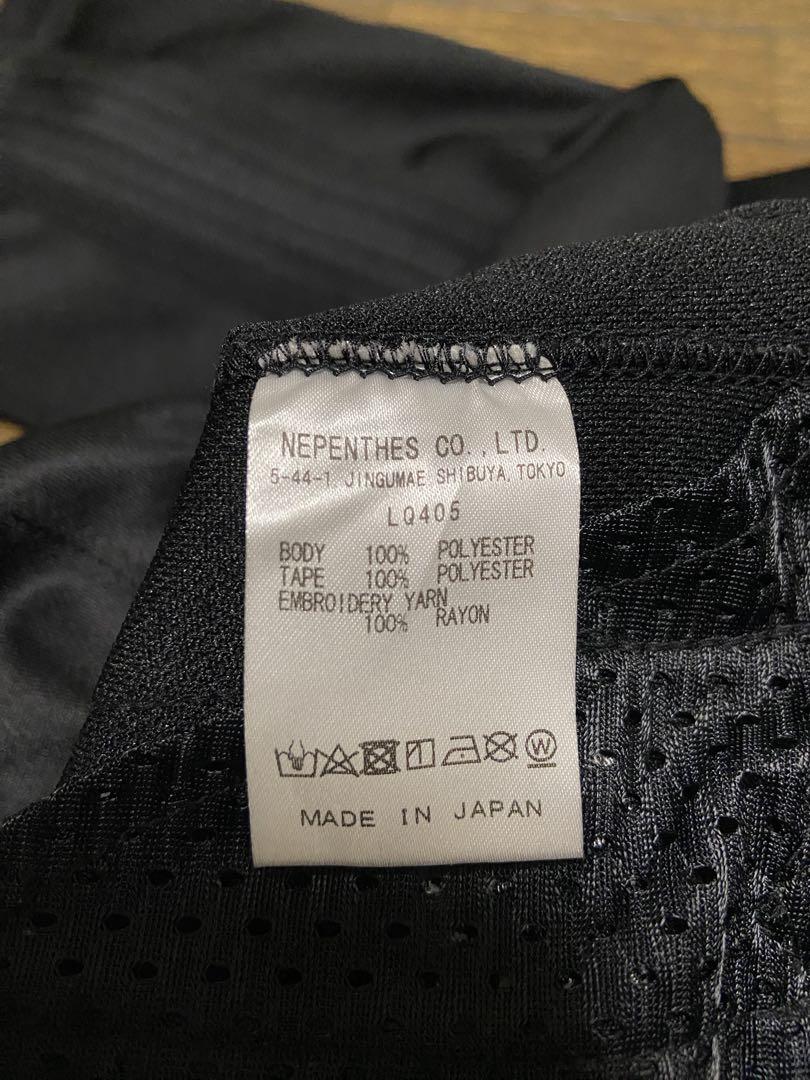 NEPENTHES CO.,LTD.
5-44-1 JINGUMAE SHIBUYA, TOKYO
LQ405
BODY 100% POLYESTER
TAPE 100% POLYESTER
EMBROIDERY YARN
100% RAYON
W
MADE IN JAPAN